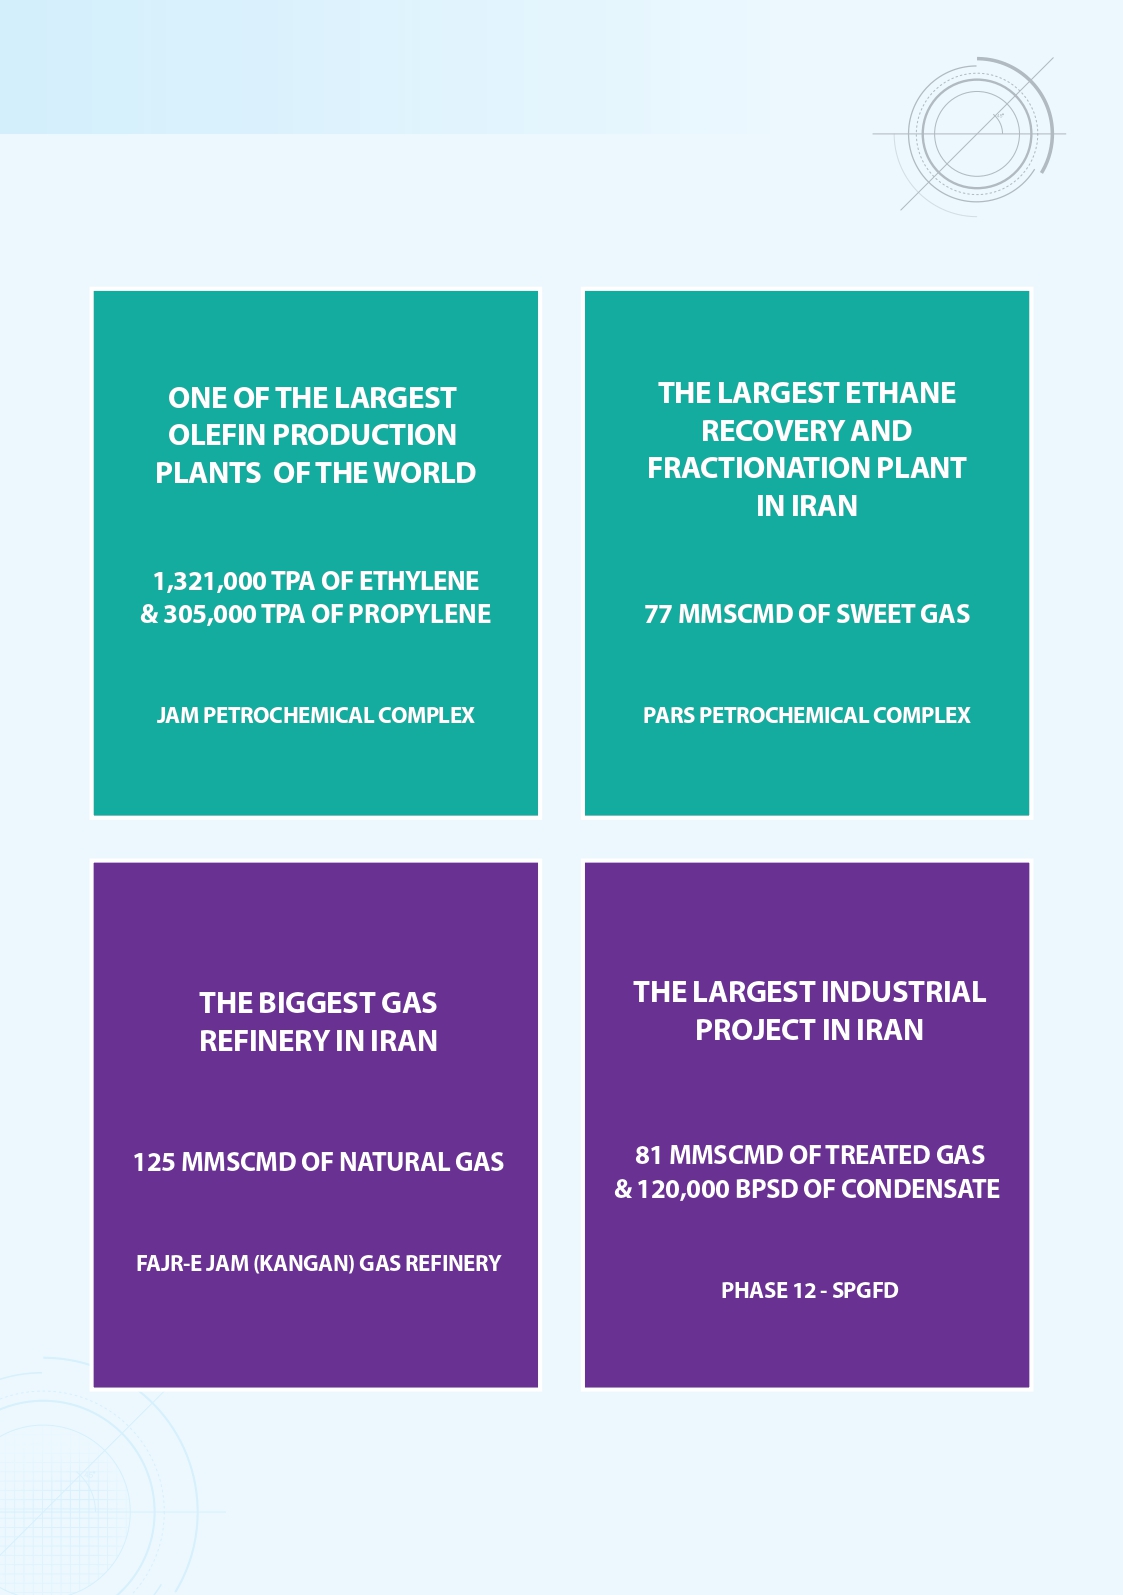 ONE OF THE LARGEST
OLEFIN PRODUCTION
PLANTS OF THE WORLD
1,321,000 TPA OF ETHYLENE
& 305,000 TPA OF PROPYLENE
JAM PETROCHEMICAL COMPLEX
THE LARGEST ETHANE
RECOVERY AND
FRACTIONATION PLANT
IN IRAN
77 MMSCMD OF SWEET GAS
PARS PETROCHEMICAL COMPLEX
THE BIGGEST GAS
REFINERY IN IRAN
125 MMSCMD OF NATURAL GAS
FAJR-E JAM (KANGAN) GAS REFINERY
THE LARGEST INDUSTRIAL
PROJECT IN IRAN
81 MMSCMD OF TREATED GAS
& 120,000 BPSD OF CONDENSATE
PHASE 12 - SPGFD